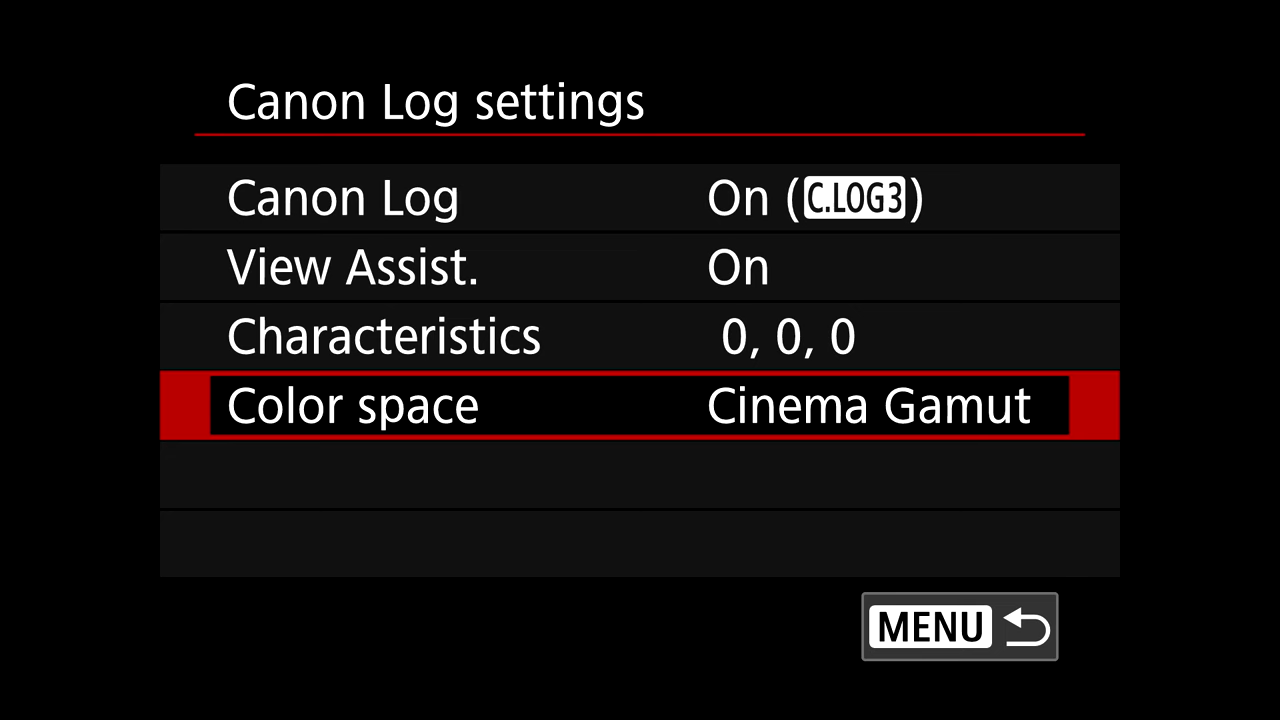 Canon Log settings
Canon Log On (C.LOG3)
View Assist. On
Characteristics 0, 0, 0
Color space Cinema Gamut
MENU